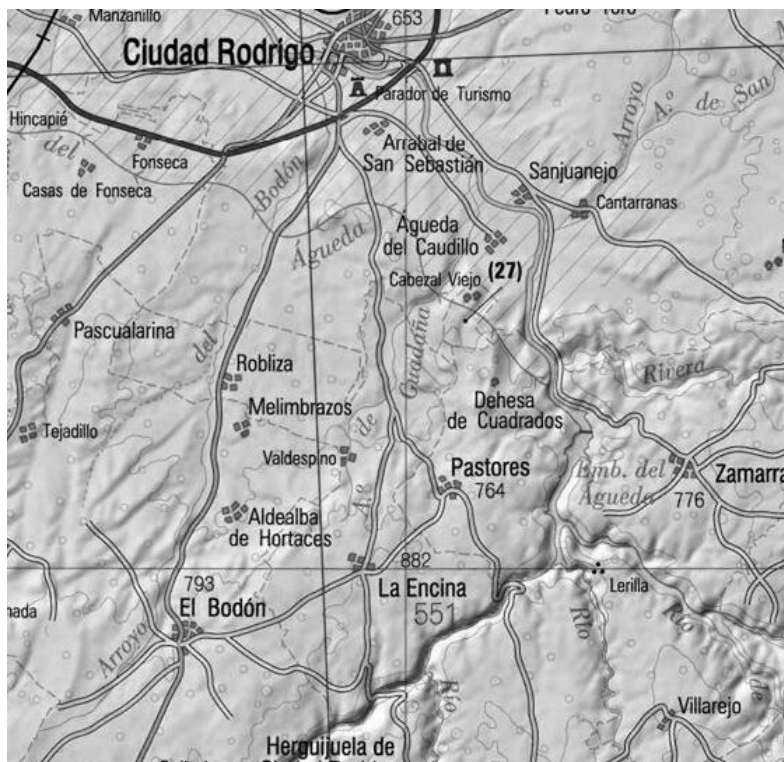 Manzanillo
653
Pedro Toro
Ciudad Rodrigo
Parador de Turismo
Hincapié
del
Fonseca
Casas de Fonseca
Arrabal de
San Sebastián
Arroyo
A.º de San
Sanjuanejo
Cantarranas
Bodón
Águeda
Águeda
del Caudillo
Cabezal Viejo
(27)
Pascualarina
del
Guadaña
Robliza
Rivera
Melimbrazos
Dehesa
de Cuadrados
Tejadillo
Valdespino
de
A.º
Pastores
764
Emb. del
Águeda
Zamarra
776
Aldealba
de Hortaces
882
793
La Encina
551
El Bodón
Arroyo
Lerilla
Río
Río
de
Río
Villarejo
Herguijuela de